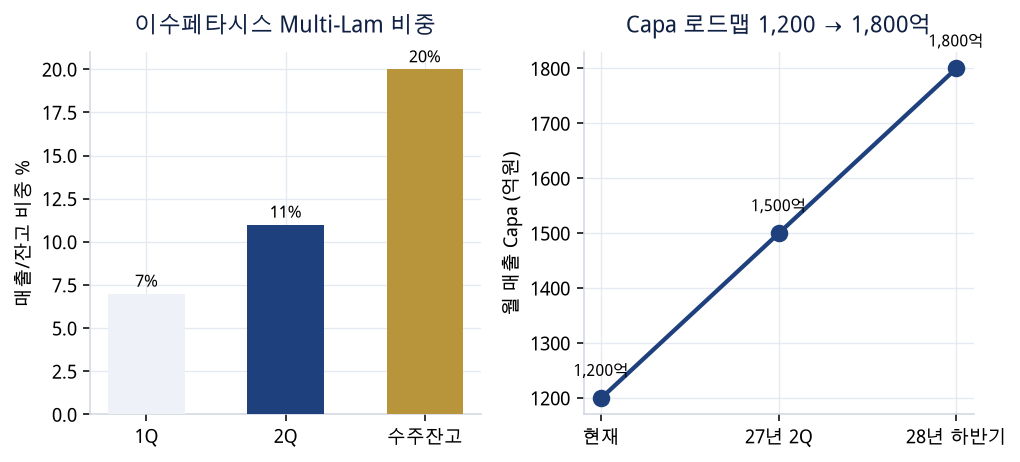 이수페타시스 Multi-Lam 비중
매출/잔고 비중 %
20.0
17.5
15.0
12.5
10.0
7.5
5.0
2.5
0.0
7%
11%
20%
1Q
2Q
수주잔고
Capa 로드맵 1,200 → 1,800억
월 매출 Capa (억원)
1800
1700
1600
1500
1400
1300
1200
1,200억
1,500억
1,800억
현재
27년 2Q
28년 하반기